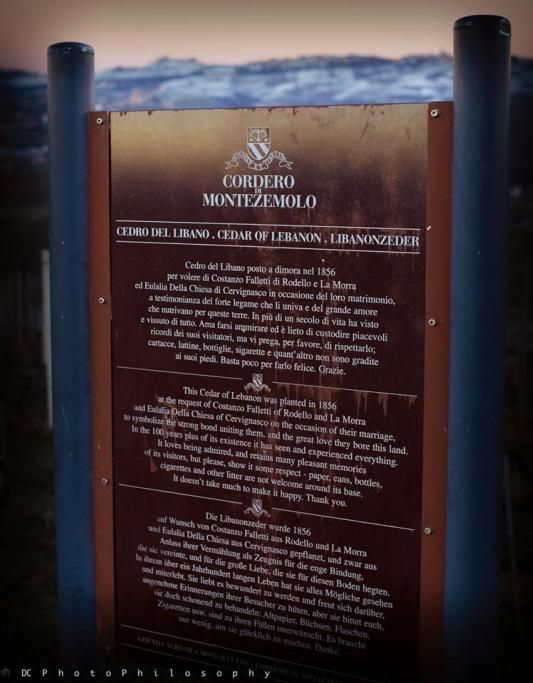 CORDERO
DI
MONTEZEMOLO
CEDRO DEL LIBANO . CEDAR OF LEBANON . LIBANONZEDER
Cedro del Libano posto a dimora nel 1856
per volere di Costanzo Falletti di Rodello e La Morra
ed Eulalia Della Chiesa di Cervignasco in occasione del loro matrimonio,
a testimonianza del forte legame che li univa e del grande amore
che nutrivano per queste terre. In più di un secolo di vita ha visto
e vissuto di tutto. Ama farsi ammirare ed è lieto di custodire piacevoli
ricordi dei suoi visitatori, ma vi prega, per favore, di rispettarlo;
cartacce, lattine, bottiglie, sigarette e quant'altro non sono gradite
ai suoi piedi. Basta poco per farlo felice. Grazie.
This Cedar of Lebanon was planted in 1856
at the request of Costanzo Falletti of Rodello and La Morra
and Eulalia Della Chiesa of Cervignasco on the occasion of their marriage,
to symbolize the strong bond uniting them, and the great love they bore this land.
In the 100 years plus of its existence it has seen and experienced everything.
It loves being admired, and retains many pleasant memories
of its visitors, but please, show it some respect - paper, cans, bottles,
cigarettes and other litter are not welcome around its base.
It doesn't take much to make it happy. Thank you.
Die Libanonzeder wurde 1856
auf Wunsch von Costanzo Falletti aus Rodello und La Morra
und Eulalia Della Chiesa aus Cervignasco gepflanzt, und zwar aus
Anlass ihrer Vermählung als Zeugnis für die enge Bindung,
die sie vereinte, und für die große Liebe, die sie für diesen Boden hegten.
In ihrem über ein Jahrhundert langen Leben hat sie alles Mögliche gesehen
und miterlebt. Sie liebt es bewundert zu werden und freut sich darüber,
angenehme Erinnerungen ihrer Besucher zu hüten, aber sie bittet euch,
sie doch schonend zu behandeln: Altpapier, Büchsen, Flaschen,
Zigaretten usw. sind zu ihren Füßen unerwünscht. Es braucht
nur wenig, um sie glücklich zu machen. Danke.
AZIENDA AGRICOLA
© DC PhotoPhilosophy